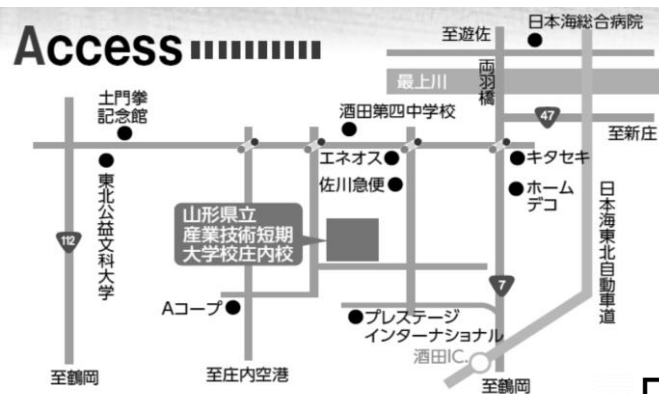 Access
至遊佐
日本海総合病院
両羽橋
最上川
47
至新庄
土門拳
記念館
酒田第四中学校
エネオス
キタセキ
佐川急便
ホーム
デコ
東北公益文科大学
日本海東北自動車道
山形県立
産業技術短期
大学校庄内校
112
7
Aコープ
プレステージ
インターナショナル
酒田IC.
至鶴岡
至庄内空港
至鶴岡